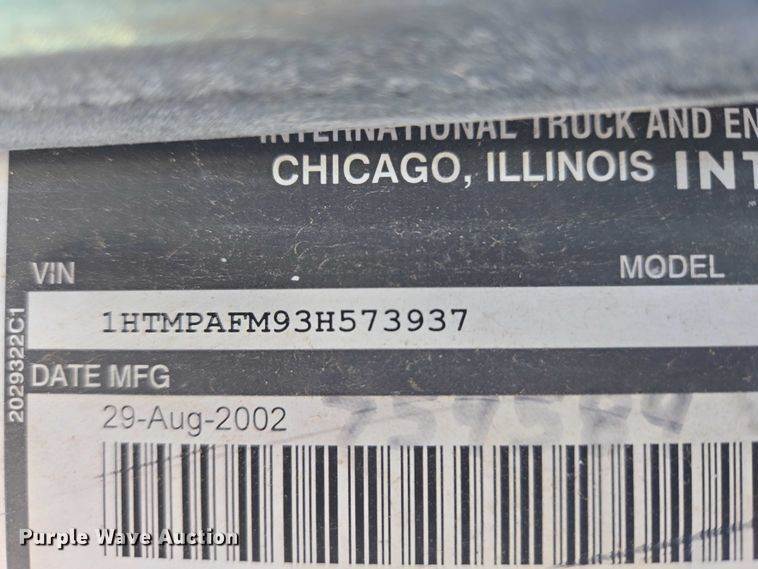 INTERNATIONAL TRUCK AND EN
CHICAGO, ILLINOIS INT
VIN MODEL
1HTMPAFM93H573937
2029322C1
DATE MFG
29-Aug-2002
Purple Wave Auction